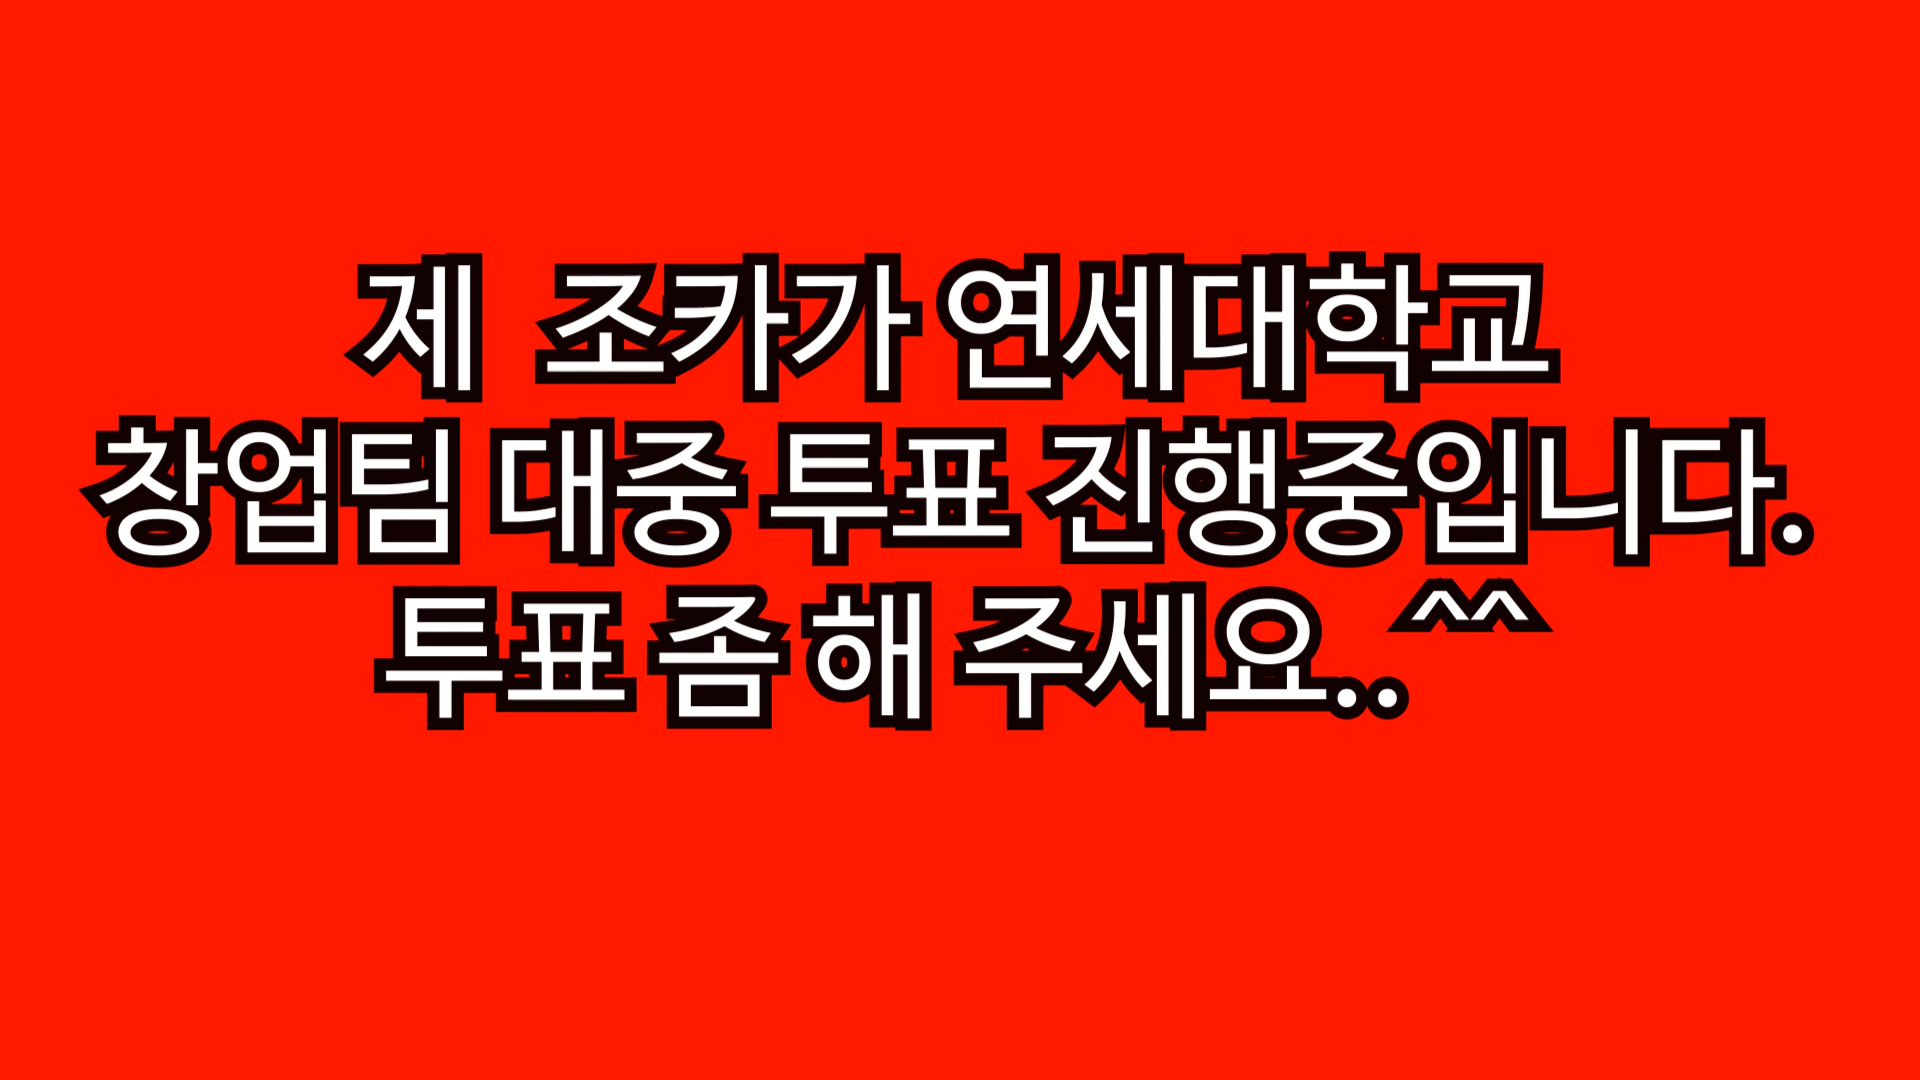 제 조카가 연세대학교
창업팀 대중 투표 진행중입니다.
투표 좀 해 주세요..^^